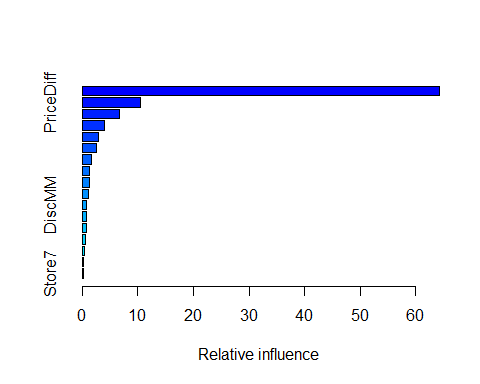 PriceDiff
DiscMM
Store7
0 10 20 30 40 50 60
Relative influence